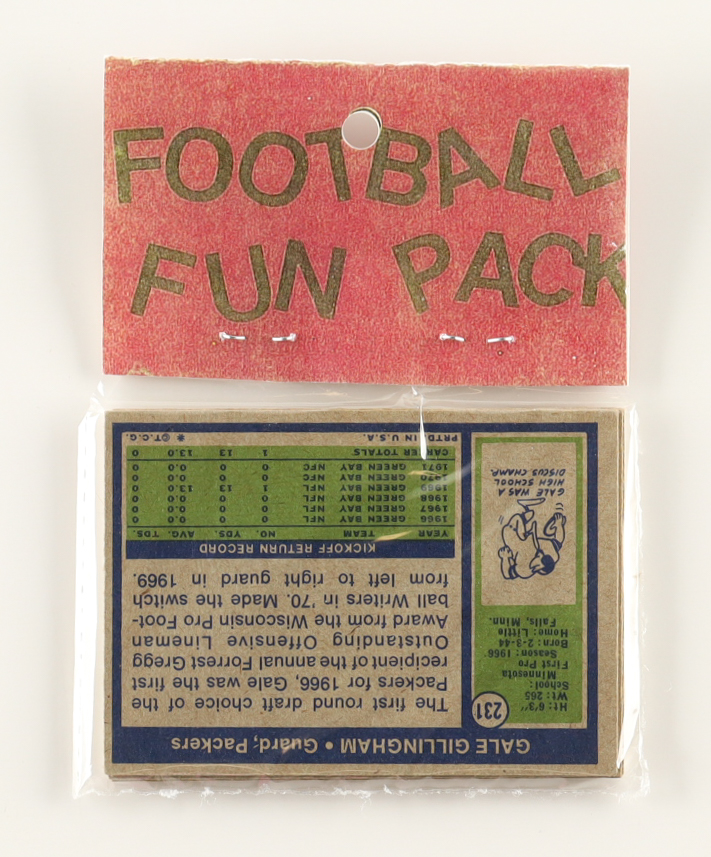 FOOTBALL
FUN PACK
GALE GILLINGHAM • Guard, Packers
231
Ht: 6'3"
Wt: 265
School:
Minnesota
First Pro
Season: 1966
Born: 2-3-44
Home: Little
Falls, Minn.
GALE WAS A
HIGH SCHOOL
DISCUS CHAMP.
The first round draft choice of the
Packers for 1966, Gale was the first
recipient of the annual Forrest Gregg
Outstanding Offensive Lineman
Award from the Wisconsin Pro Foot-
ball Writers in '70. Made the switch
from left to right guard in 1969.
KICKOFF RETURN RECORD
YEAR TEAM NO. YDS. AVG. TDS.
1966 GREEN BAY NFL 0 0 0.0 0
1967 GREEN BAY NFL 0 0 0.0 0
1968 GREEN BAY NFL 0 0 0.0 0
1969 GREEN BAY NFL 1 13 13.0 0
1970 GREEN BAY NFC 0 0 0.0 0
1971 GREEN BAY NFC 0 0 0.0 0
CAREER TOTALS 1 13 13.0 0
* © T.C.G. PRTD. IN U.S.A.